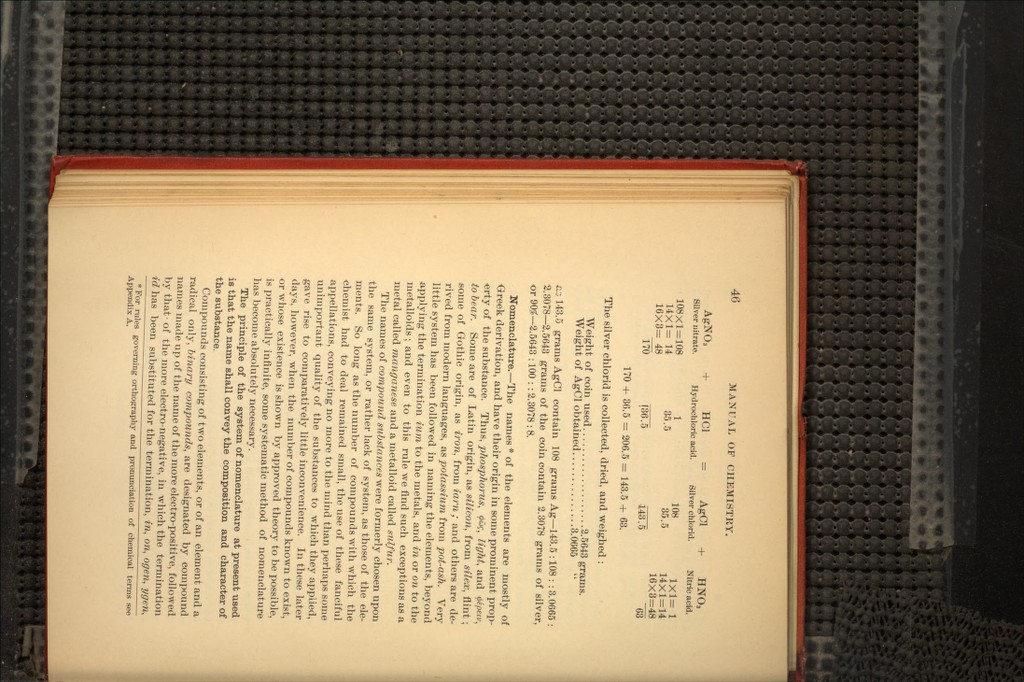 46 MANUAL OF CHEMISTRY.
AgNO₃ + HCl = AgCl + HNO₃
Silver nitrate. Hydrochloric acid. Silver chlorid. Nitric acid.
108×1=108 1 108 1×1= 1
14×1= 14 35.5 35.5 14×1=14
16×3= 48 16×3=48
170 36.5 143.5 63
170 + 36.5 = 206.5 = 143.5 + 63.
The silver chlorid is collected, dried, and weighed :
Weight of coin used..................2.5643 grams.
Weight of AgCl obtained..............3.0665 "
143.5 grams AgCl contain 108 grams Ag—143.5 : 108 : : 3.0665 :
2.3078—2.5643 grams of the coin contain 2.3078 grams of silver,
or 90%—2.5643 : 100 : : 2.3078 :
Nomenclature.—The names * of the elements are mostly of
Greek derivation, and have their origin in some prominent prop-
erty of the substance. Thus, phosphorus, φῶς, light, and φέρειν,
to bear. Some are of Latin origin, as silicon, from silex, flint ;
some of Gothic origin, as iron, from iarn ; and others are de-
rived from modern languages, as potassium from pot-ash. Very
little system has been followed in naming the elements, beyond
applying the termination ium to the metals, and in or on to the
metalloids ; and even to this rule we find such exceptions as a
metal called manganese and a metalloid called sulfur.
The names of compound substances were formerly chosen upon
the same system, or rather lack of system, as those of the ele-
ments. So long as the number of compounds with which the
chemist had to deal remained small, the use of these fanciful
appellations, conveying no more to the mind than perhaps some
unimportant quality of the substances to which they applied,
gave rise to comparatively little inconvenience. In these later
days, however, when the number of compounds known to exist,
or whose existence is shown by approved theory to be possible,
is practically infinite, some systematic method of nomenclature
has become absolutely necessary.
The principle of the system of nomenclature at present used
is that the name shall convey the composition and character of
the substance.
Compounds consisting of two elements, or of an element and a
radical only, binary compounds, are designated by compound
names made up of the name of the more electro-positive, followed
by that of the more electro-negative, in which the termination
id has been substituted for the termination, in, on, ogen, ygen,
* For rules governing orthography and pronunciation of chemical terms see
Appendix A.